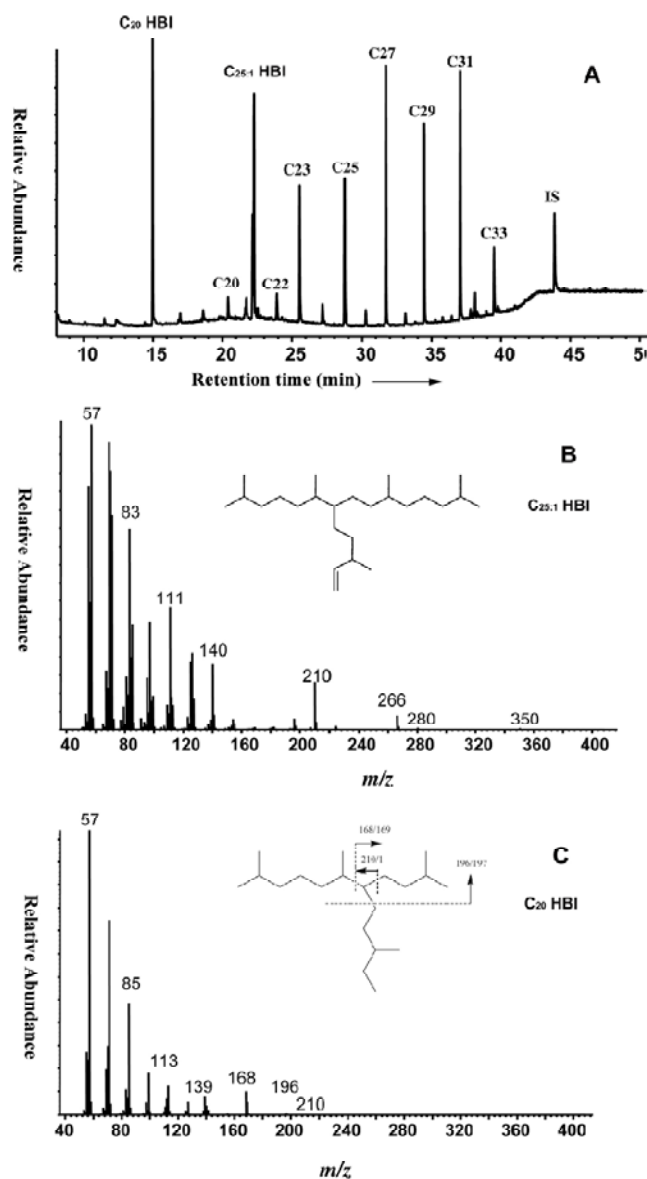 C20 HBI
C25:1 HBI
C27
C31
A
C29
C23
C25
IS
C33
C20
C22
Relative Abundance
10 15 20 25 30 35 40 45 5
Retention time (min)
57
B
83
C25:1 HBI
111
140
210
266
280
350
Relative Abundance
40 80 120 160 200 240 280 320 360 400
m/z
57
168/169
C
210/1
196/197
C20 HBI
85
113
139
168
196
210
Relative Abundance
40 80 120 160 200 240 280 320 360 400
m/z